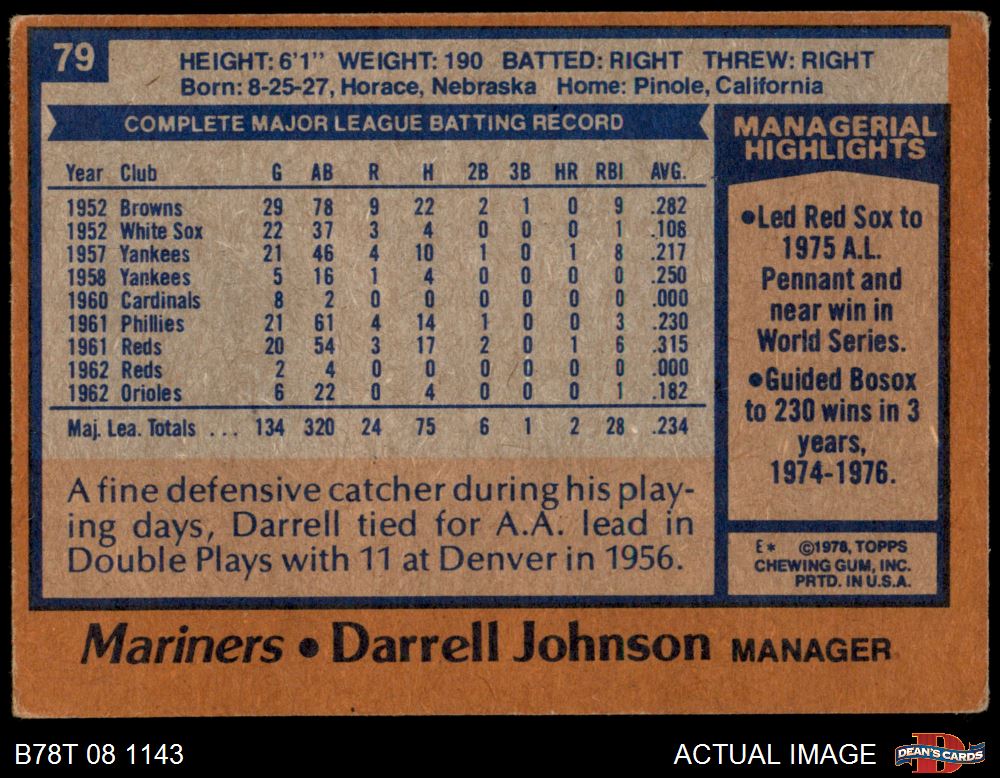 79
HEIGHT: 6'1" WEIGHT: 190 BATTED: RIGHT THREW: RIGHT
Born: 8-25-27, Horace, Nebraska Home: Pinole, California
COMPLETE MAJOR LEAGUE BATTING RECORD
Year Club G AB R H 2B 3B HR RBI AVG.
1952 Browns 29 78 9 22 2 1 0 9 .282
1952 White Sox 22 37 3 4 0 0 0 1 .108
1957 Yankees 21 46 4 10 1 0 1 8 .217
1958 Yankees 5 16 1 4 0 0 0 0 .250
1960 Cardinals 8 2 0 0 0 0 0 0 .000
1961 Phillies 21 61 4 14 1 0 0 3 .230
1961 Reds 20 54 3 17 2 0 1 6 .315
1962 Reds 2 4 0 0 0 0 0 0 .000
1962 Orioles 6 22 0 4 0 0 0 1 .182
Maj. Lea. Totals ... 134 320 24 75 6 1 2 28 .234
A fine defensive catcher during his play-
ing days, Darrell tied for A.A. lead in
Double Plays with 11 at Denver in 1956.
MANAGERIAL
HIGHLIGHTS
•Led Red Sox to
1975 A.L.
Pennant and
near win in
World Series.
•Guided Bosox
to 230 wins in 3
years,
1974-1976.
E* ©1978, TOPPS
CHEWING GUM, INC.
PRTD. IN U.S.A.
Mariners • Darrell Johnson MANAGER
B78T 08 1143 ACTUAL IMAGE
DEAN'S CARDS